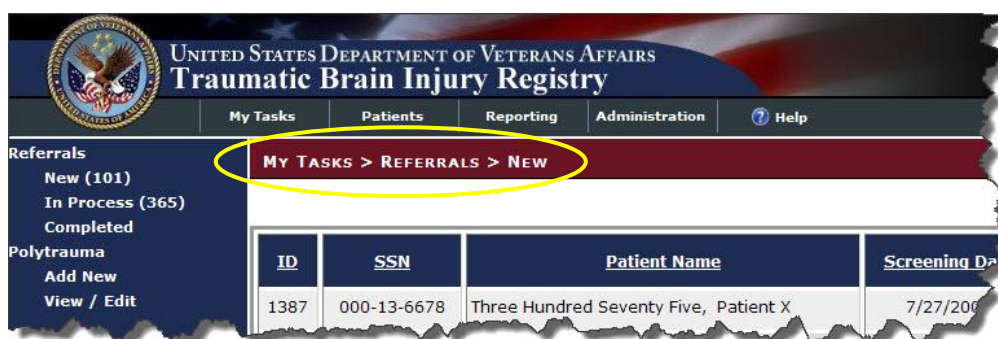 UNITED STATES DEPARTMENT OF VETERANS AFFAIRS
Traumatic Brain Injury Registry
My Tasks Patients Reporting Administration ? Help
Referrals
New (101)
In Process (365)
Completed
Polytrauma
Add New
View / Edit
MY TASKS > REFERRALS > NEW
ID SSN Patient Name Screening
1387 000-13-6678 Three Hundred Seventy Five, Patient X